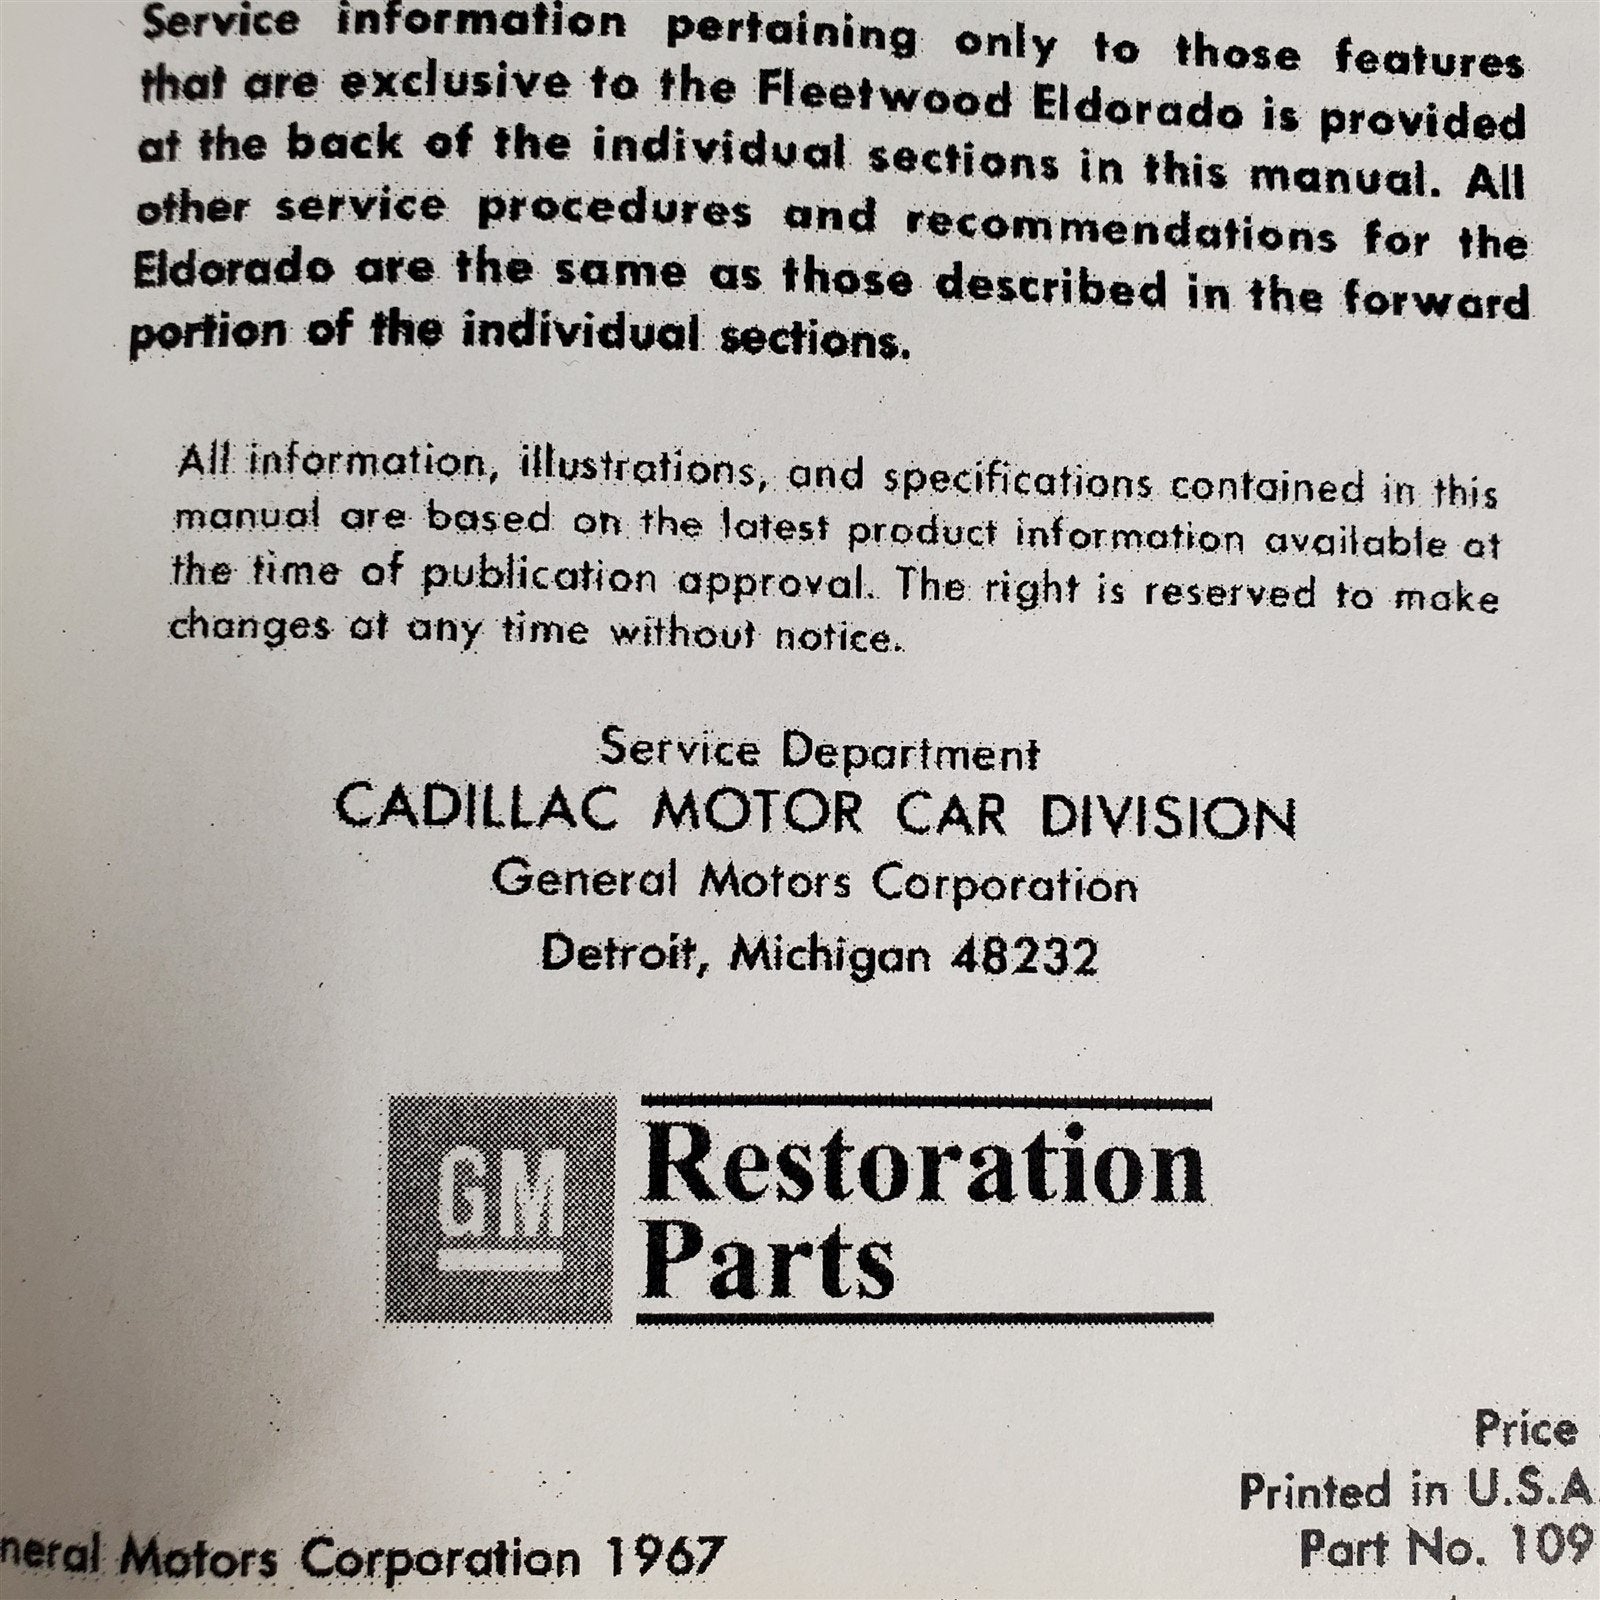 Service information pertaining only to those features
that are exclusive to the Fleetwood Eldorado is provided
at the back of the individual sections in this manual. All
other service procedures and recommendations for the
Eldorado are the same as those described in the forward
portion of the individual sections.
All information, illustrations, and specifications contained in this
manual are based on the latest product information available at
the time of publication approval. The right is reserved to make
changes at any time without notice.
Service Department
CADILLAC MOTOR CAR DIVISION
General Motors Corporation
Detroit, Michigan 48232
GM
Restoration
Parts
Price
Printed in U.S.A.
Part No. 109
neral Motors Corporation 1967